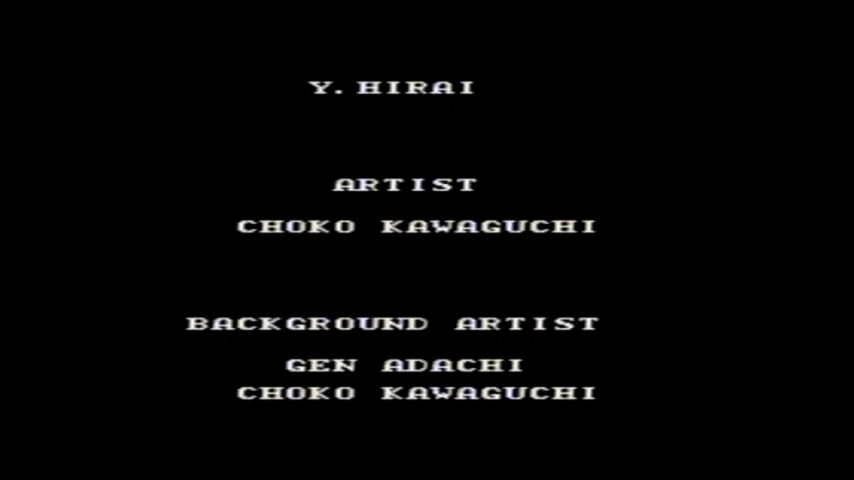 Y. HIRAI
ARTIST
CHOKO KAWAGUCHI
BACKGROUND ARTIST
GEN ADACHI
CHOKO KAWAGUCHI